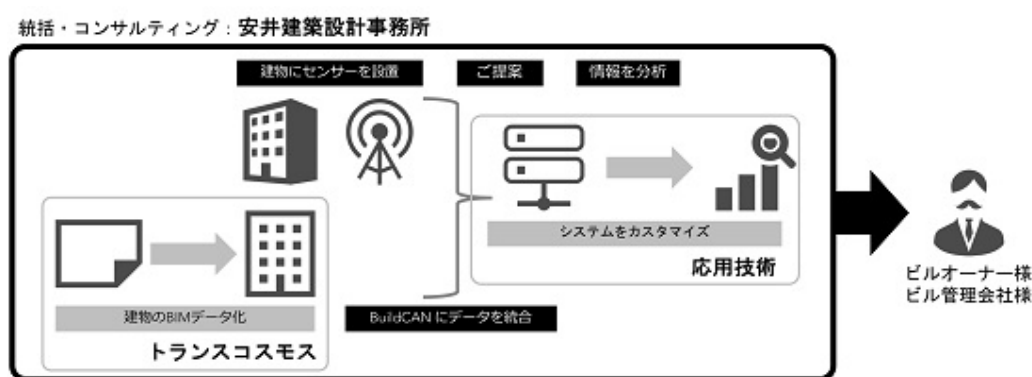 統括・コンサルティング：安井建築設計事務所
建物にセンサーを設置
ご提案
情報を分析
システムをカスタマイズ
応用技術
建物のBIMデータ化
トランスコスモス
BuildCAN にデータを統合
ビルオーナー様
ビル管理会社様